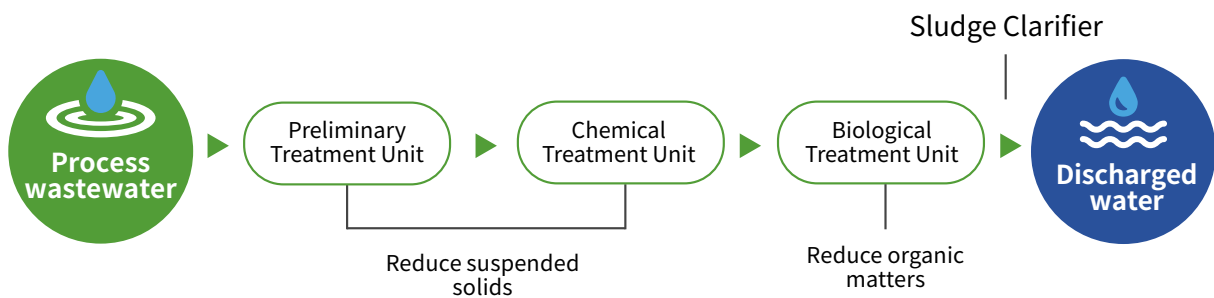 Sludge Clarifier
Process
wastewater
Preliminary
Treatment Unit
Chemical
Treatment Unit
Biological
Treatment Unit
Discharged
water
Reduce suspended
solids
Reduce organic
matters